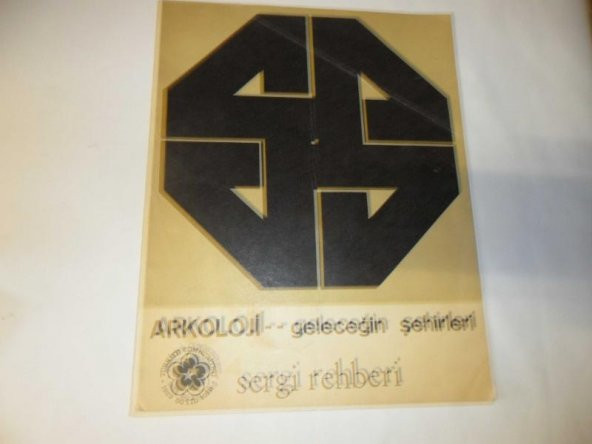 ARKOLOJİ-- geleceğin şehirleri
sergi rehberi